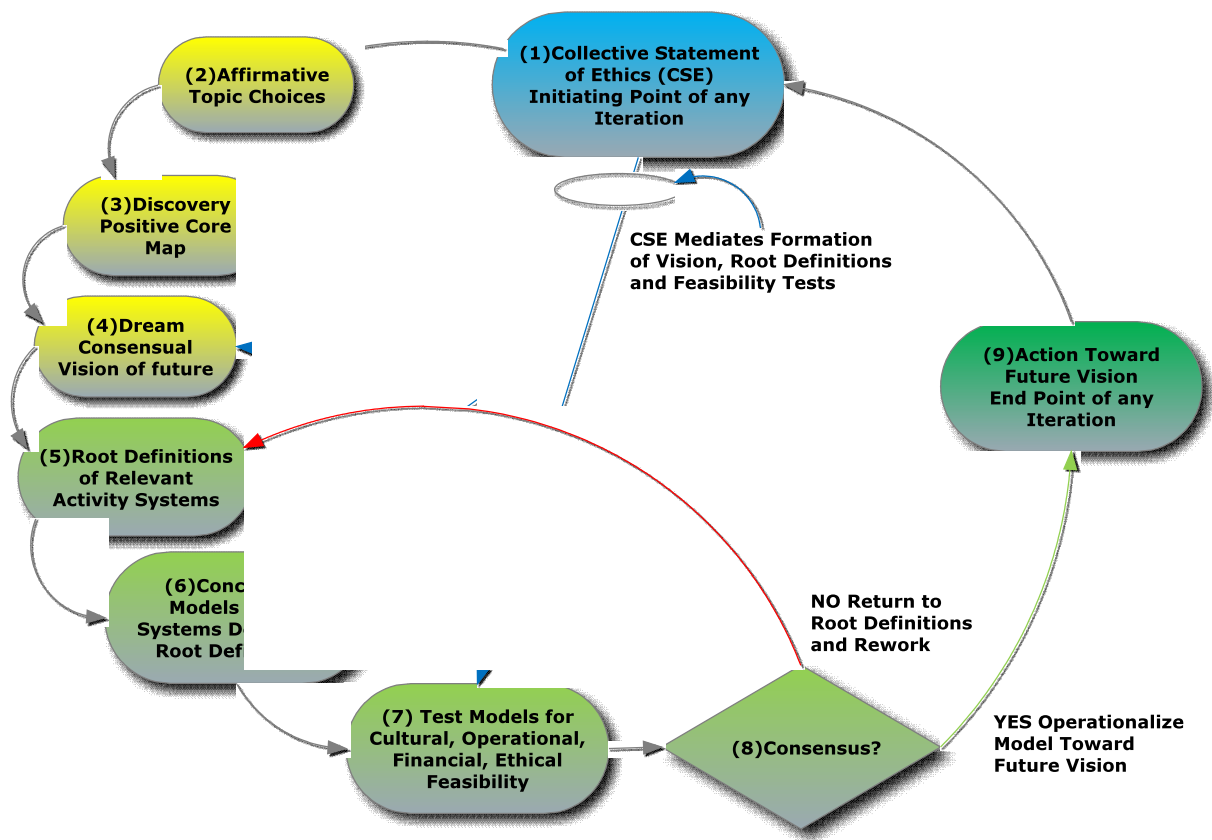 (1)Collective Statement
of Ethics (CSE)
Initiating Point of any
Iteration
(2)Affirmative
Topic Choices
(3)Discovery
Positive Core
Map
CSE Mediates Formation
of Vision, Root Definitions
and Feasibility Tests
(4)Dream
Consensual
Vision of future
(5)Root Definitions
of Relevant
Activity Systems
(6)
Models
Systems
Root
(7) Test Models for
Cultural, Operational,
Financial, Ethical
Feasibility
(8)Consensus?
NO Return to
Root Definitions
and Rework
YES Operationalize
Model Toward
Future Vision
(9)Action Toward
Future Vision
End Point of any
Iteration